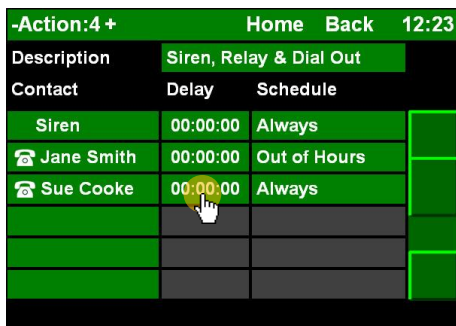 -Action:4 + Home Back 12:23
Description Siren, Relay & Dial Out
Contact Delay Schedule
Siren 00:00:00 Always
Jane Smith 00:00:00 Out of Hours
Sue Cooke 00:00:00 Always